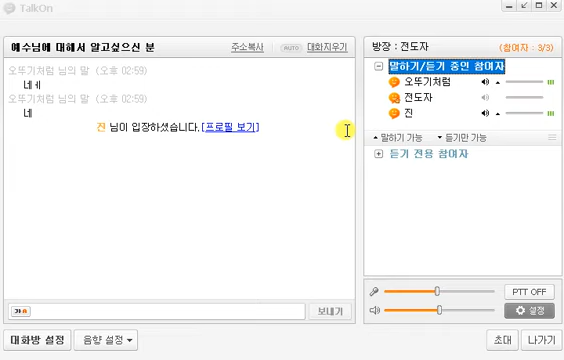 TalkOn
예수님에 대해서 알고싶으신 분
주소복사
AUTO
대화지우기
오뚜기처럼 님의 말 (오후 02:59)
네네
오뚜기처럼 님의 말 (오후 02:59)
네
진 님이 입장하셨습니다.[프로필 보기]
보내기
대화방 설정
음향 설정
방장 : 전도자
(참여자 : 3/3)
말하기/듣기 중인 참여자
오뚜기처럼
전도자
진
말하기 가능
듣기만 가능
듣기 전용 참여자
PTT OFF
설정
초대
나가기